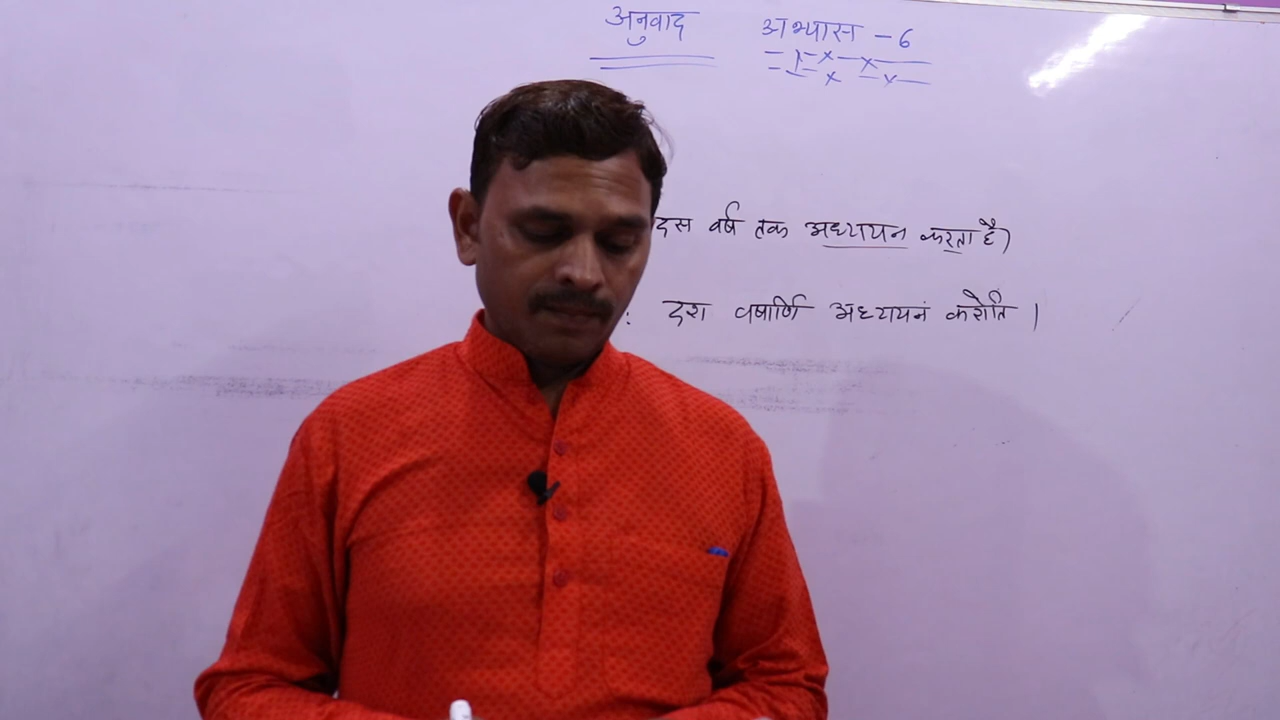 अनुवाद अभ्यास - 6
दस वर्ष तक अध्ययन करता है।
: दश वर्षाणि अध्ययनं करोति ।